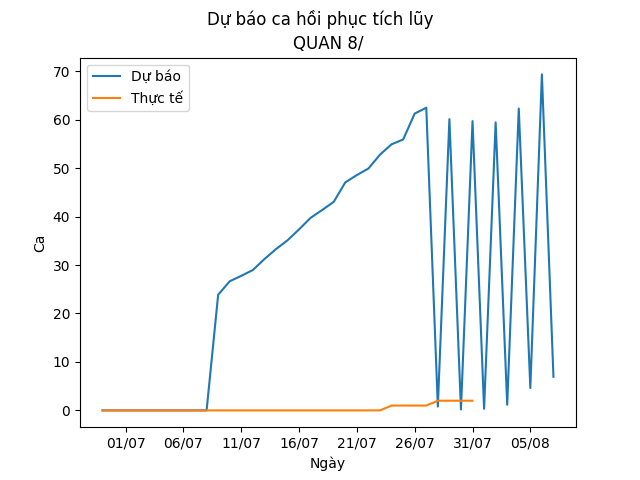 Dự báo ca hồi phục tích lũy
QUAN 8/
Dự báo
Thực tế
70
60
50
40
30
20
10
0
Ca
01/07 06/07 11/07 16/07 21/07 26/07 31/07 05/08
Ngày